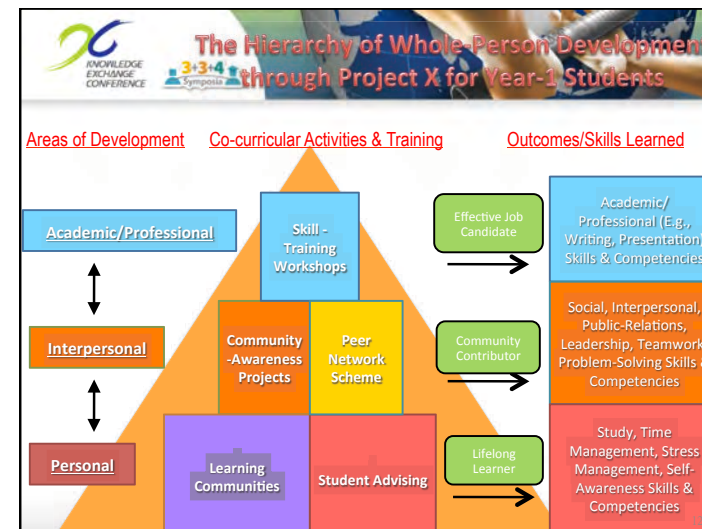 KNOWLEDGE
EXCHANGE
CONFERENCE
3+3+4
Symposia
The Hierarchy of Whole-Person Developmen
through Project X for Year-1 Students
Areas of Development
Co-curricular Activities & Training
Outcomes/Skills Learned
Academic/Professional
Skill -
Training
Workshops
Effective Job
Candidate
Academic/
Professional (E.g.,
Writing, Presentation)
Skills & Competencies
Interpersonal
Community
-Awareness
Projects
Peer
Network
Scheme
Community
Contributor
Social, Interpersonal,
Public-Relations,
Leadership, Teamwork
Problem-Solving Skills &
Competencies
Personal
Learning
Communities
Student Advising
Lifelong
Learner
Study, Time
Management, Stress
Management, Self-
Awareness Skills &
Competencies